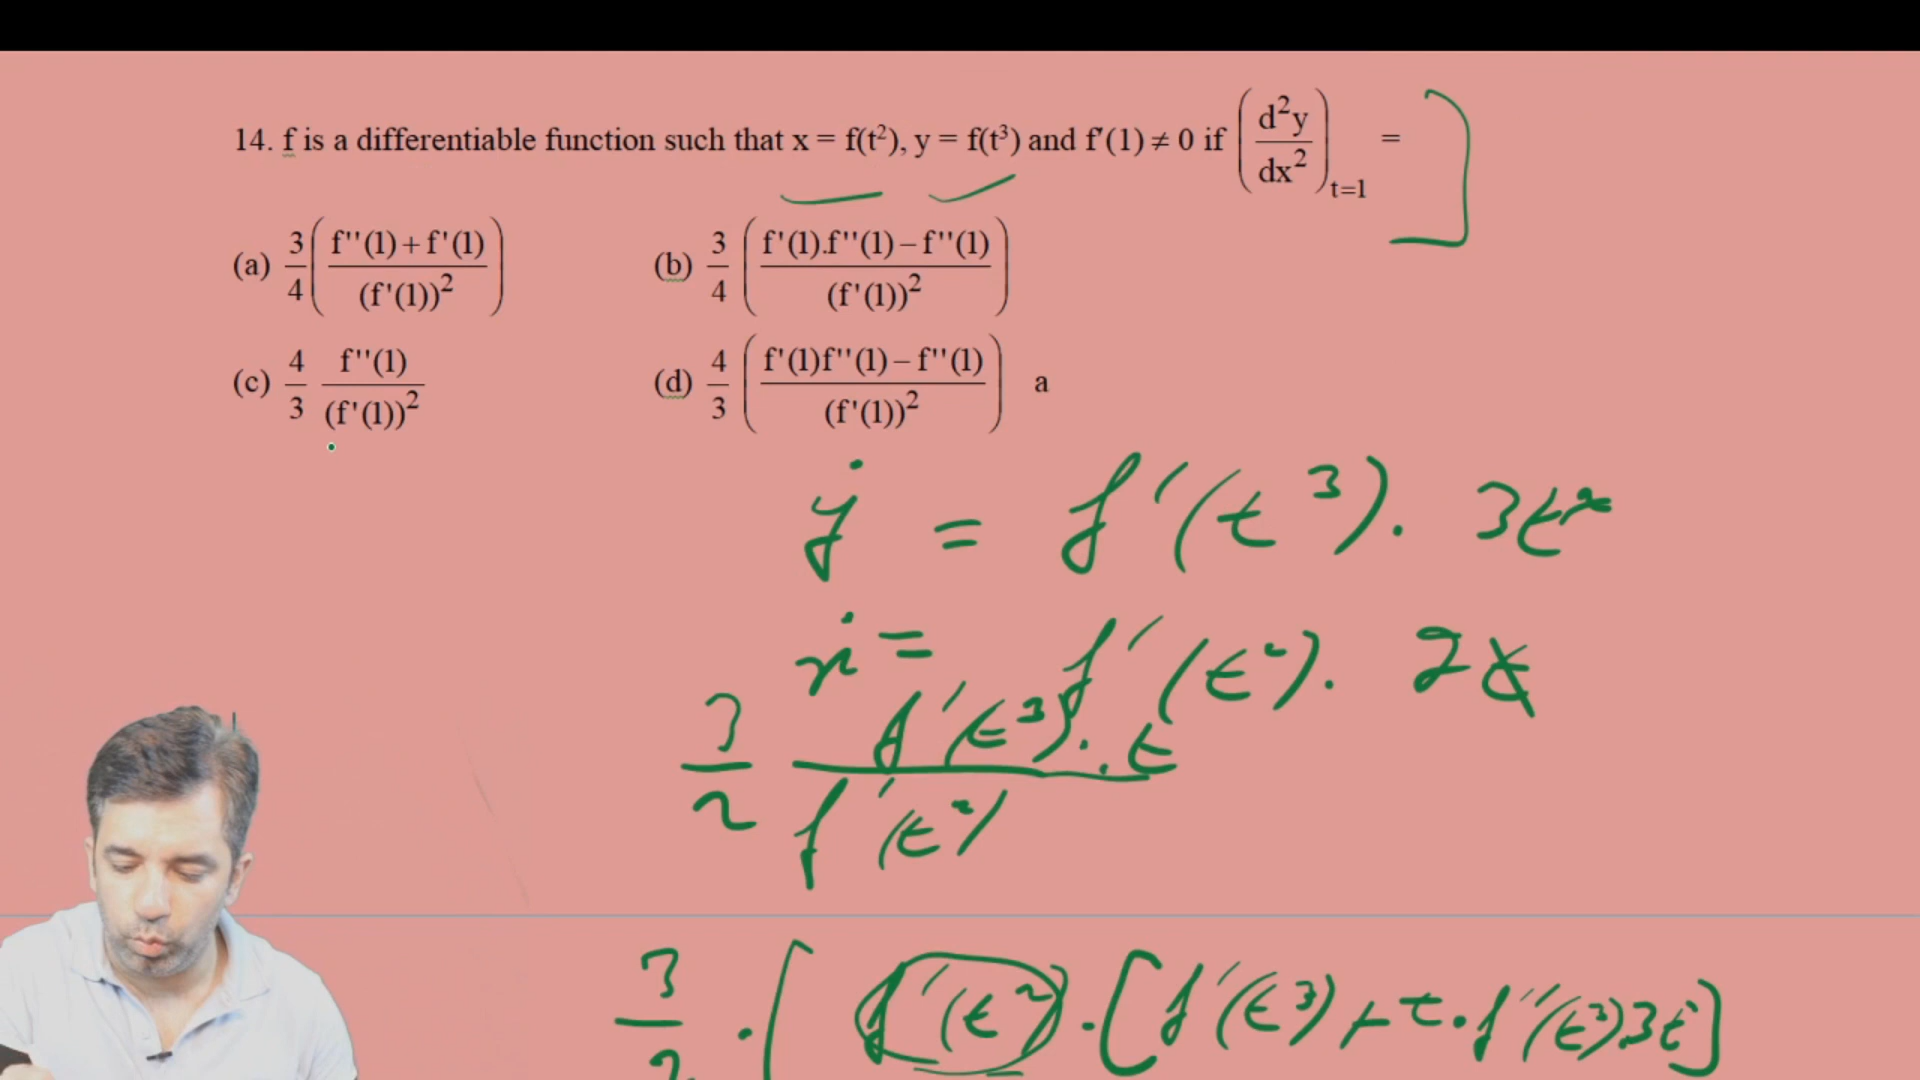 14. f is a differentiable function such that x = f(t²), y = f(t³) and f'(1) ≠ 0 if (d²y/dx²)t=1 =
(a) 3/4 ( f''(1)+f'(1) / (f'(1))² ) (b) 3/4 ( f'(1).f''(1) – f''(1) / (f'(1))² )
(c) 4/3 f''(1) / (f'(1))² (d) 4/3 ( f'(1)f''(1) – f''(1) / (f'(1))² ) a
ẏ = f'(t³). 3t²
ẋ = f'(t²). 2t
3/2 f'(t³). t / f'(t²)
3/2 . [ f'(t²) . [f'(t³) + t. f''(t³).3t²]